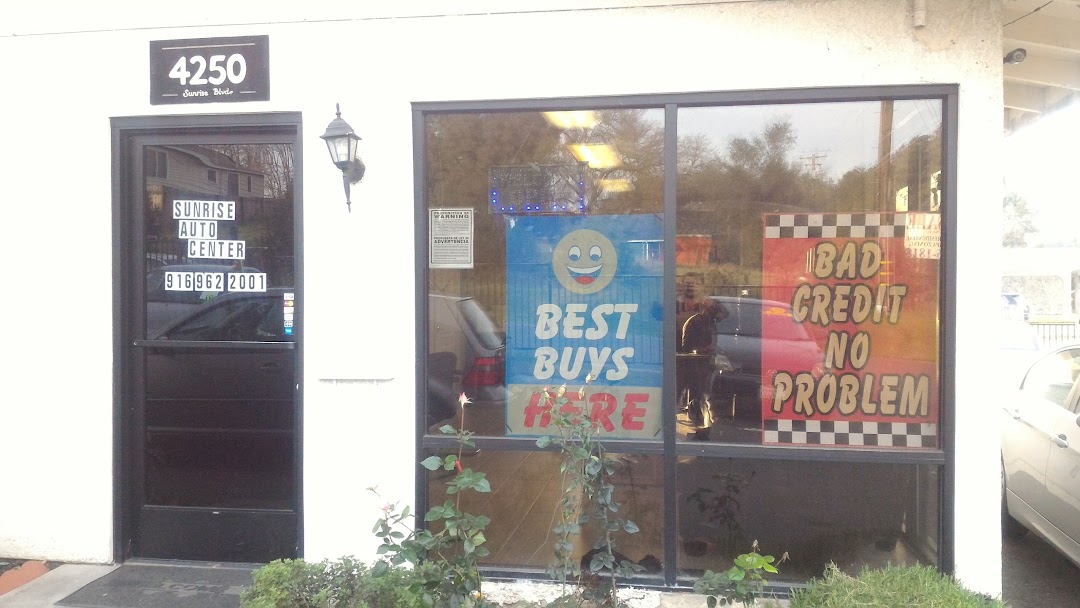 4250
Sunrise Blvd.
SUNRISE
AUTO
CENTER
916 962 2001
WARNING
ADVERTENCIA
BEST
BUYS
HERE
BAD
CREDIT
NO
PROBLEM